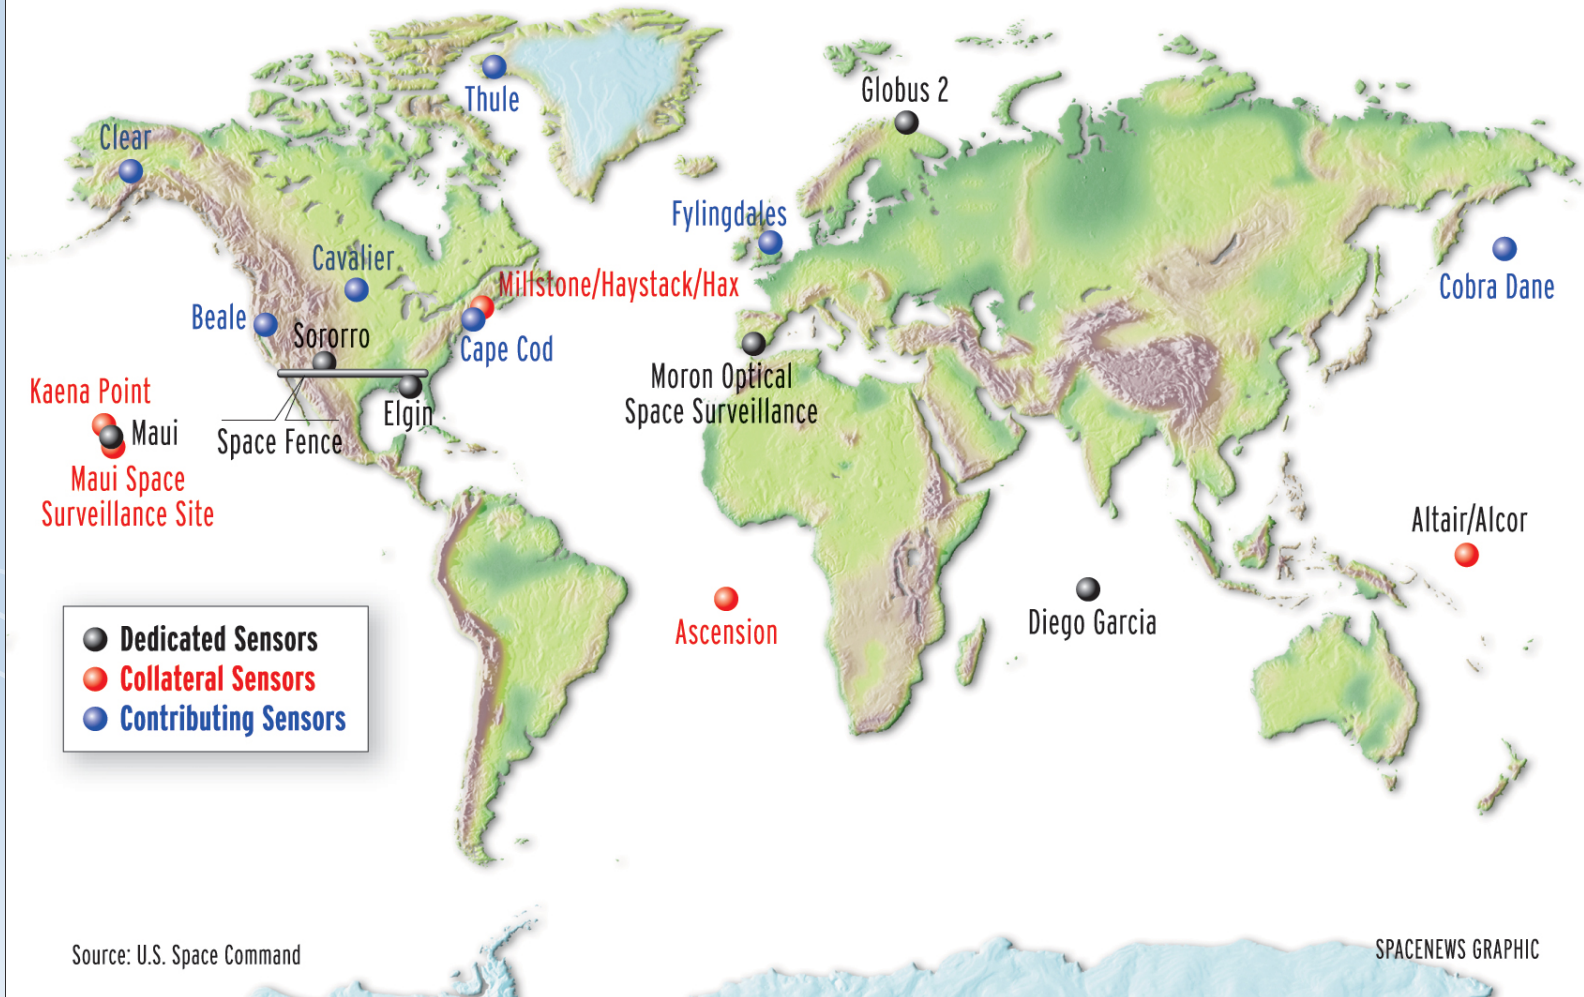 Globus 2
Thule
Clear
Fylingdales
Cavalier
Millstone/Haystack/Hax
Cobra Dane
Beale
Sororro
Cape Cod
Moron Optical
Space Surveillance
Kaena Point
Elgin
Maui
Space Fence
Maui Space
Surveillance Site
Altair/Alcor
Ascension
Diego Garcia
Dedicated Sensors
Collateral Sensors
Contributing Sensors
Source: U.S. Space Command
SPACENEWS GRAPHIC